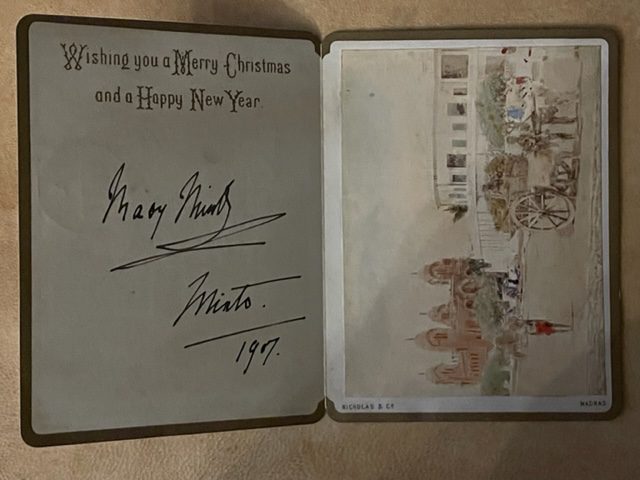 Wishing you a Merry Christmas
and a Happy New Year.
Mary Minto
Minto.
1907.
NICHOLAS & Co MADRAS